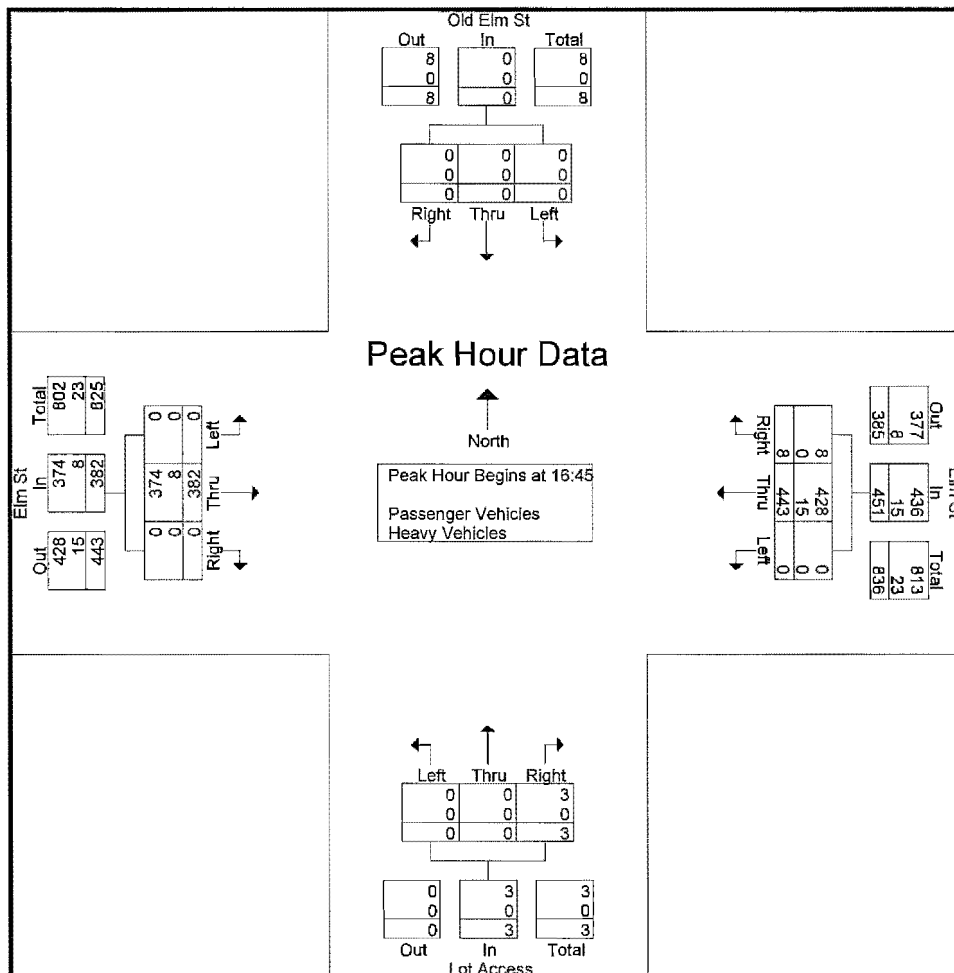 Old Elm St
Out In Total
8 0 8
0 0 0
8 0 8
0 0 0
0 0 0
0 0 0
Right Thru Left
Peak Hour Data
North
Peak Hour Begins at 16:45
Passenger Vehicles
Heavy Vehicles
Elm St
Total In Out
802 374 428
23 8 15
825 382 443
0 374 0
0 8 0
0 382 0
Left Thru Right
Out In Total
377 436 813
8 15 23
385 451 836
8 428 0
0 15 0
8 443 0
Right Thru Left
Left Thru Right
0 0 3
0 0 0
0 0 3
0 3 3
0 0 0
0 3 3
Out In Total
Lot Access